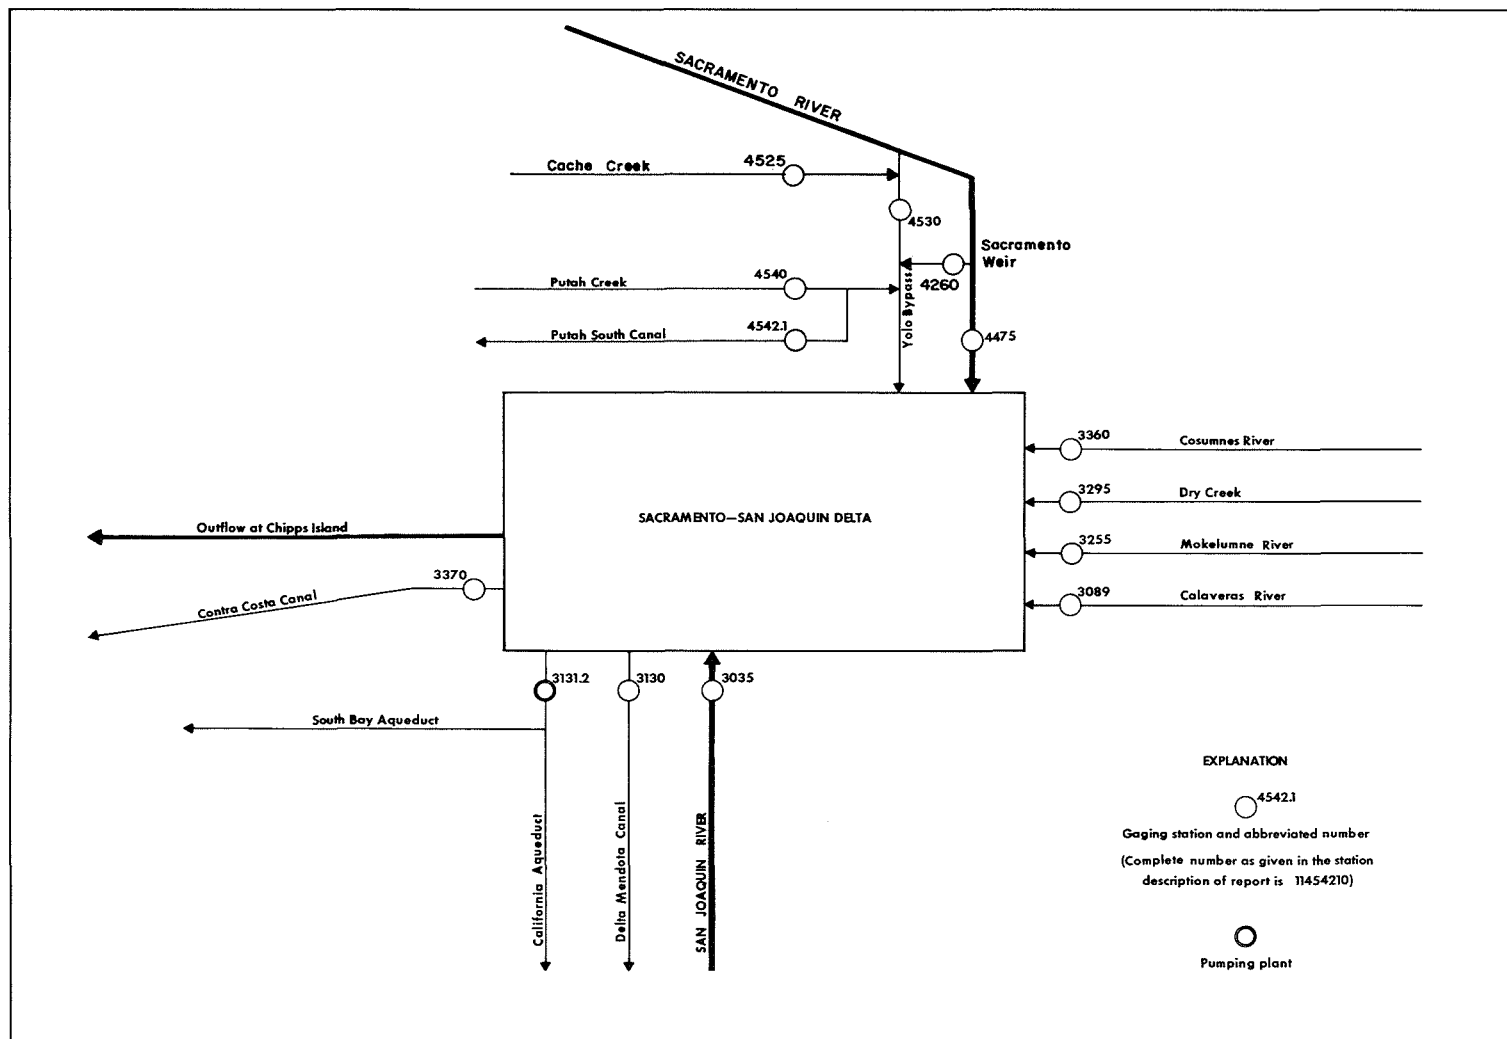 SACRAMENTO RIVER
Cache Creek
4525
4530
Sacramento
Weir
4260
Putah Creek
4540
Yolo Bypass
Putah South Canal
4542.1
4475
3360
Cosumnes River
3295
Dry Creek
SACRAMENTO—SAN JOAQUIN DELTA
Outflow at Chipps Island
3255
Mokelumne River
3370
Contra Costa Canal
3089
Calaveras River
3131.2
3130
3035
South Bay Aqueduct
California Aqueduct
Delta Mendota Canal
SAN JOAQUIN RIVER
EXPLANATION
4542.1
Gaging station and abbreviated number
(Complete number as given in the station
description of report is 11454210)
Pumping plant